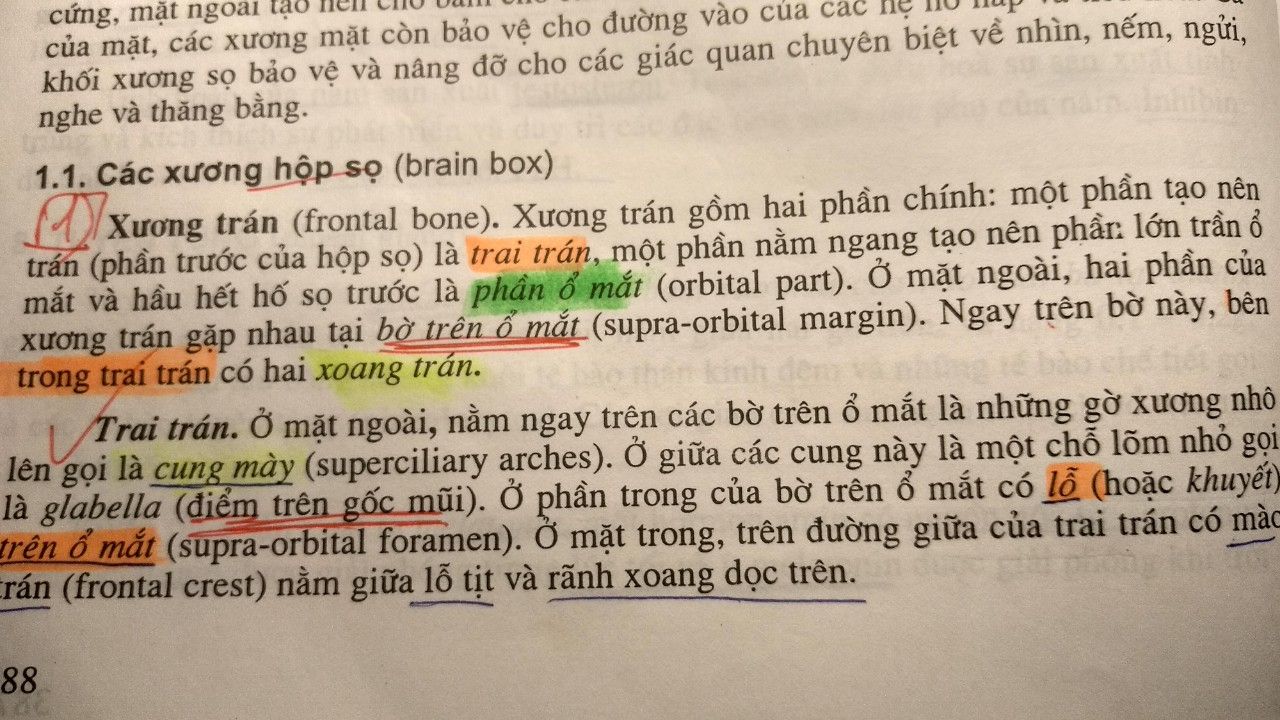 cứng, mặt ngoài tạo nên cho bám cho
của mặt, các xương mặt còn bảo vệ cho đường vào của các hệ hô hấp và
khối xương sọ bảo vệ và nâng đỡ cho các giác quan chuyên biệt về nhìn, nếm, ngửi,
nghe và thăng bằng.
1.1. Các xương hộp sọ (brain box)
1 Xương trán (frontal bone). Xương trán gồm hai phần chính: một phần tạo nên
trán (phần trước của hộp sọ) là trai trán, một phần nằm ngang tạo nên phần lớn trần ổ
mắt và hầu hết hố sọ trước là phần ổ mắt (orbital part). Ở mặt ngoài, hai phần của
xương trán gặp nhau tại bờ trên ổ mắt (supra-orbital margin). Ngay trên bờ này, bên
trong trai trán có hai xoang trán.
Trai trán. Ở mặt ngoài, nằm ngay trên các bờ trên ổ mắt là những gờ xương nhô
lên gọi là cung mày (superciliary arches). Ở giữa các cung này là một chỗ lõm nhỏ gọi
là glabella (điểm trên gốc mũi). Ở phần trong của bờ trên ổ mắt có lỗ (hoặc khuyết)
trên ổ mắt (supra-orbital foramen). Ở mặt trong, trên đường giữa của trai trán có mào
trán (frontal crest) nằm giữa lỗ tịt và rãnh xoang dọc trên.
88